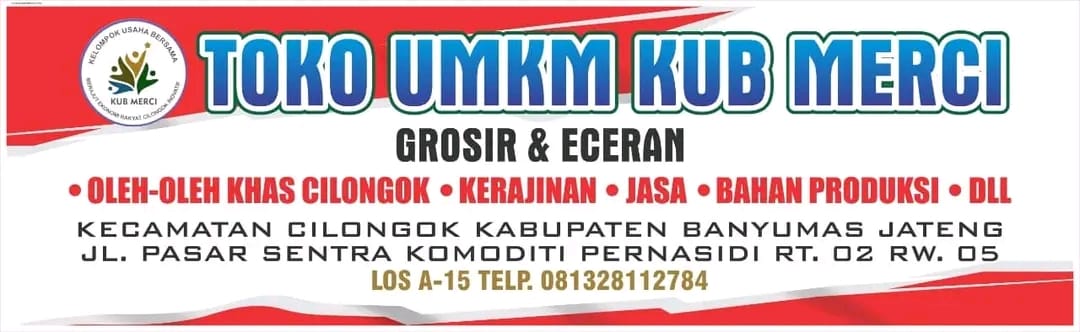 KELOMPOK USAHA BERSAMA
KUB MERCI
TOKO UMKM KUB MERCI
GROSIR & ECERAN
• OLEH-OLEH KHAS CILONGOK • KERAJINAN • JASA • BAHAN PRODUKSI • DLL
KECAMATAN CILONGOK KABUPATEN BANYUMAS JATENG
JL. PASAR SENTRA KOMODITI PERNASIDI RT. 02 RW. 05
LOS A-15 TELP. 081328112784